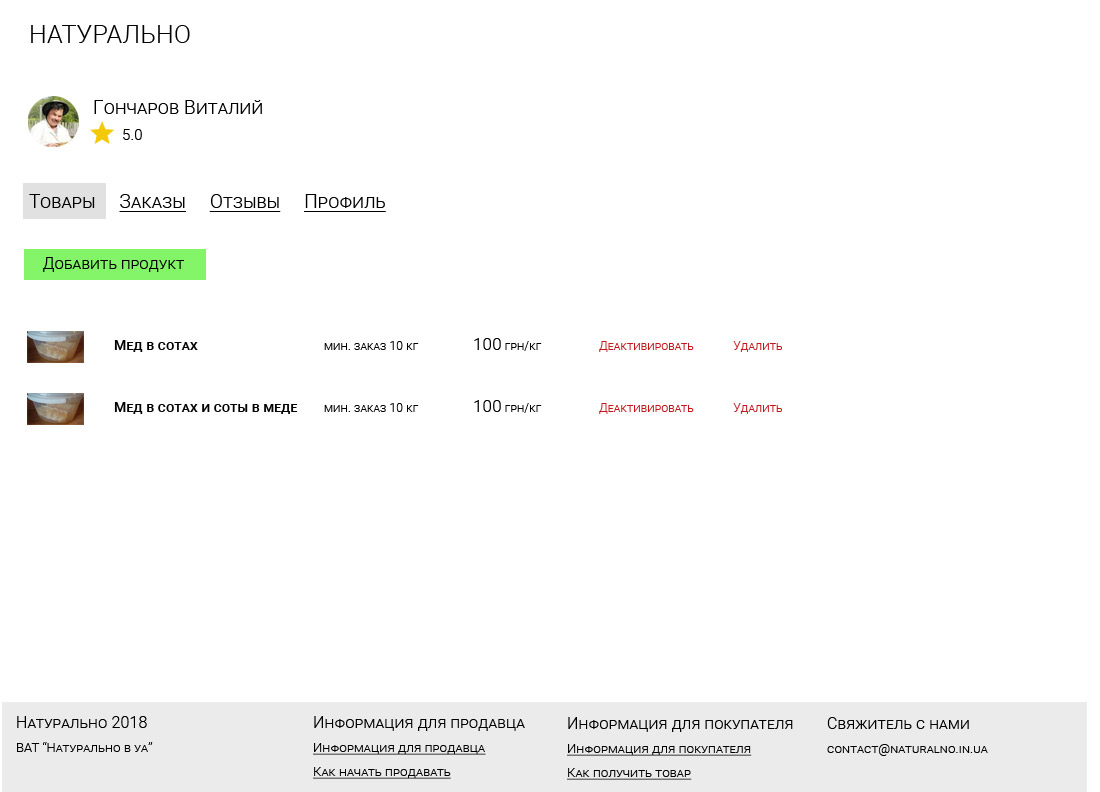 НАТУРАЛЬНО
Гончаров Виталий
5.0
Товары Заказы Отзывы Профиль
Добавить продукт
Мед в сотах мин. заказ 10 кг 100 грн/кг Деактивировать Удалить
Мед в сотах и соты в меде мин. заказ 10 кг 100 грн/кг Деактивировать Удалить
Натурально 2018 Информация для продавца Информация для покупателя Свяжитель с нами
ВАТ “Натурально в уа” Информация для продавца Информация для покупателя contact@naturalno.in.ua
Как начать продавать Как получить товар